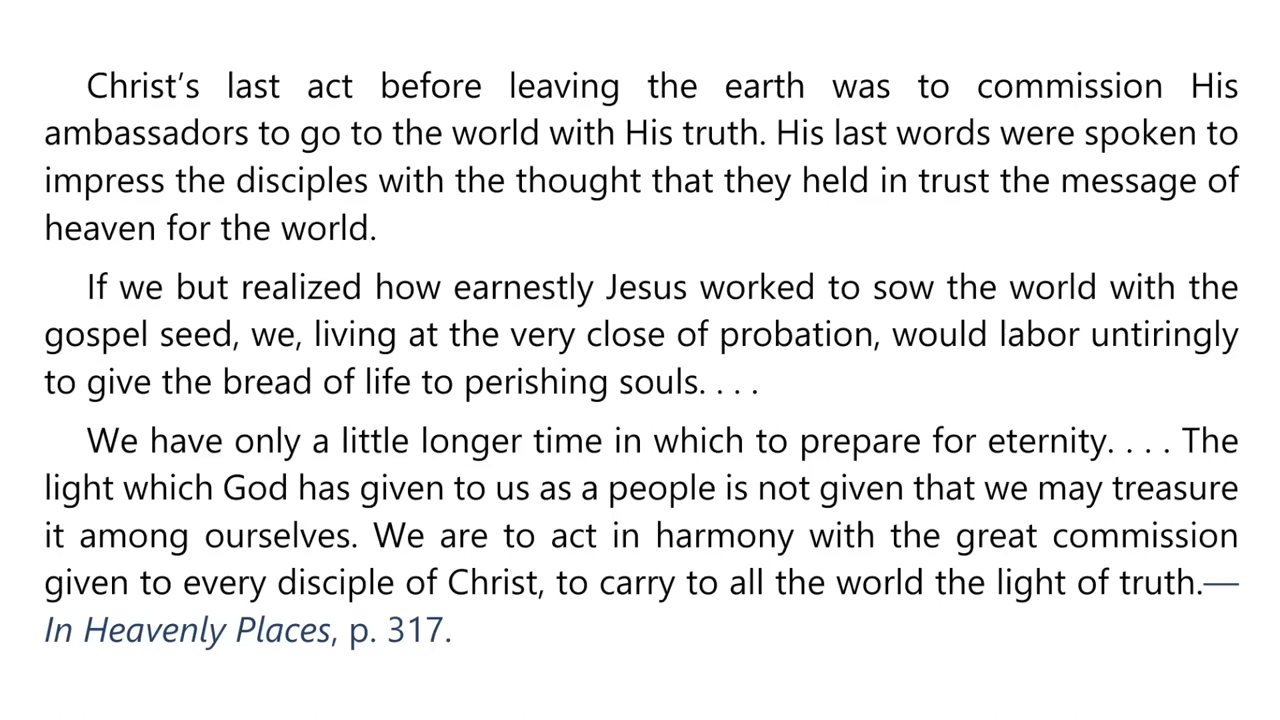 Christ’s last act before leaving the earth was to commission His
ambassadors to go to the world with His truth. His last words were spoken to
impress the disciples with the thought that they held in trust the message of
heaven for the world.
If we but realized how earnestly Jesus worked to sow the world with the
gospel seed, we, living at the very close of probation, would labor untiringly
to give the bread of life to perishing souls. . . .
We have only a little longer time in which to prepare for eternity. . . . The
light which God has given to us as a people is not given that we may treasure
it among ourselves. We are to act in harmony with the great commission
given to every disciple of Christ, to carry to all the world the light of truth.—
In Heavenly Places, p. 317.